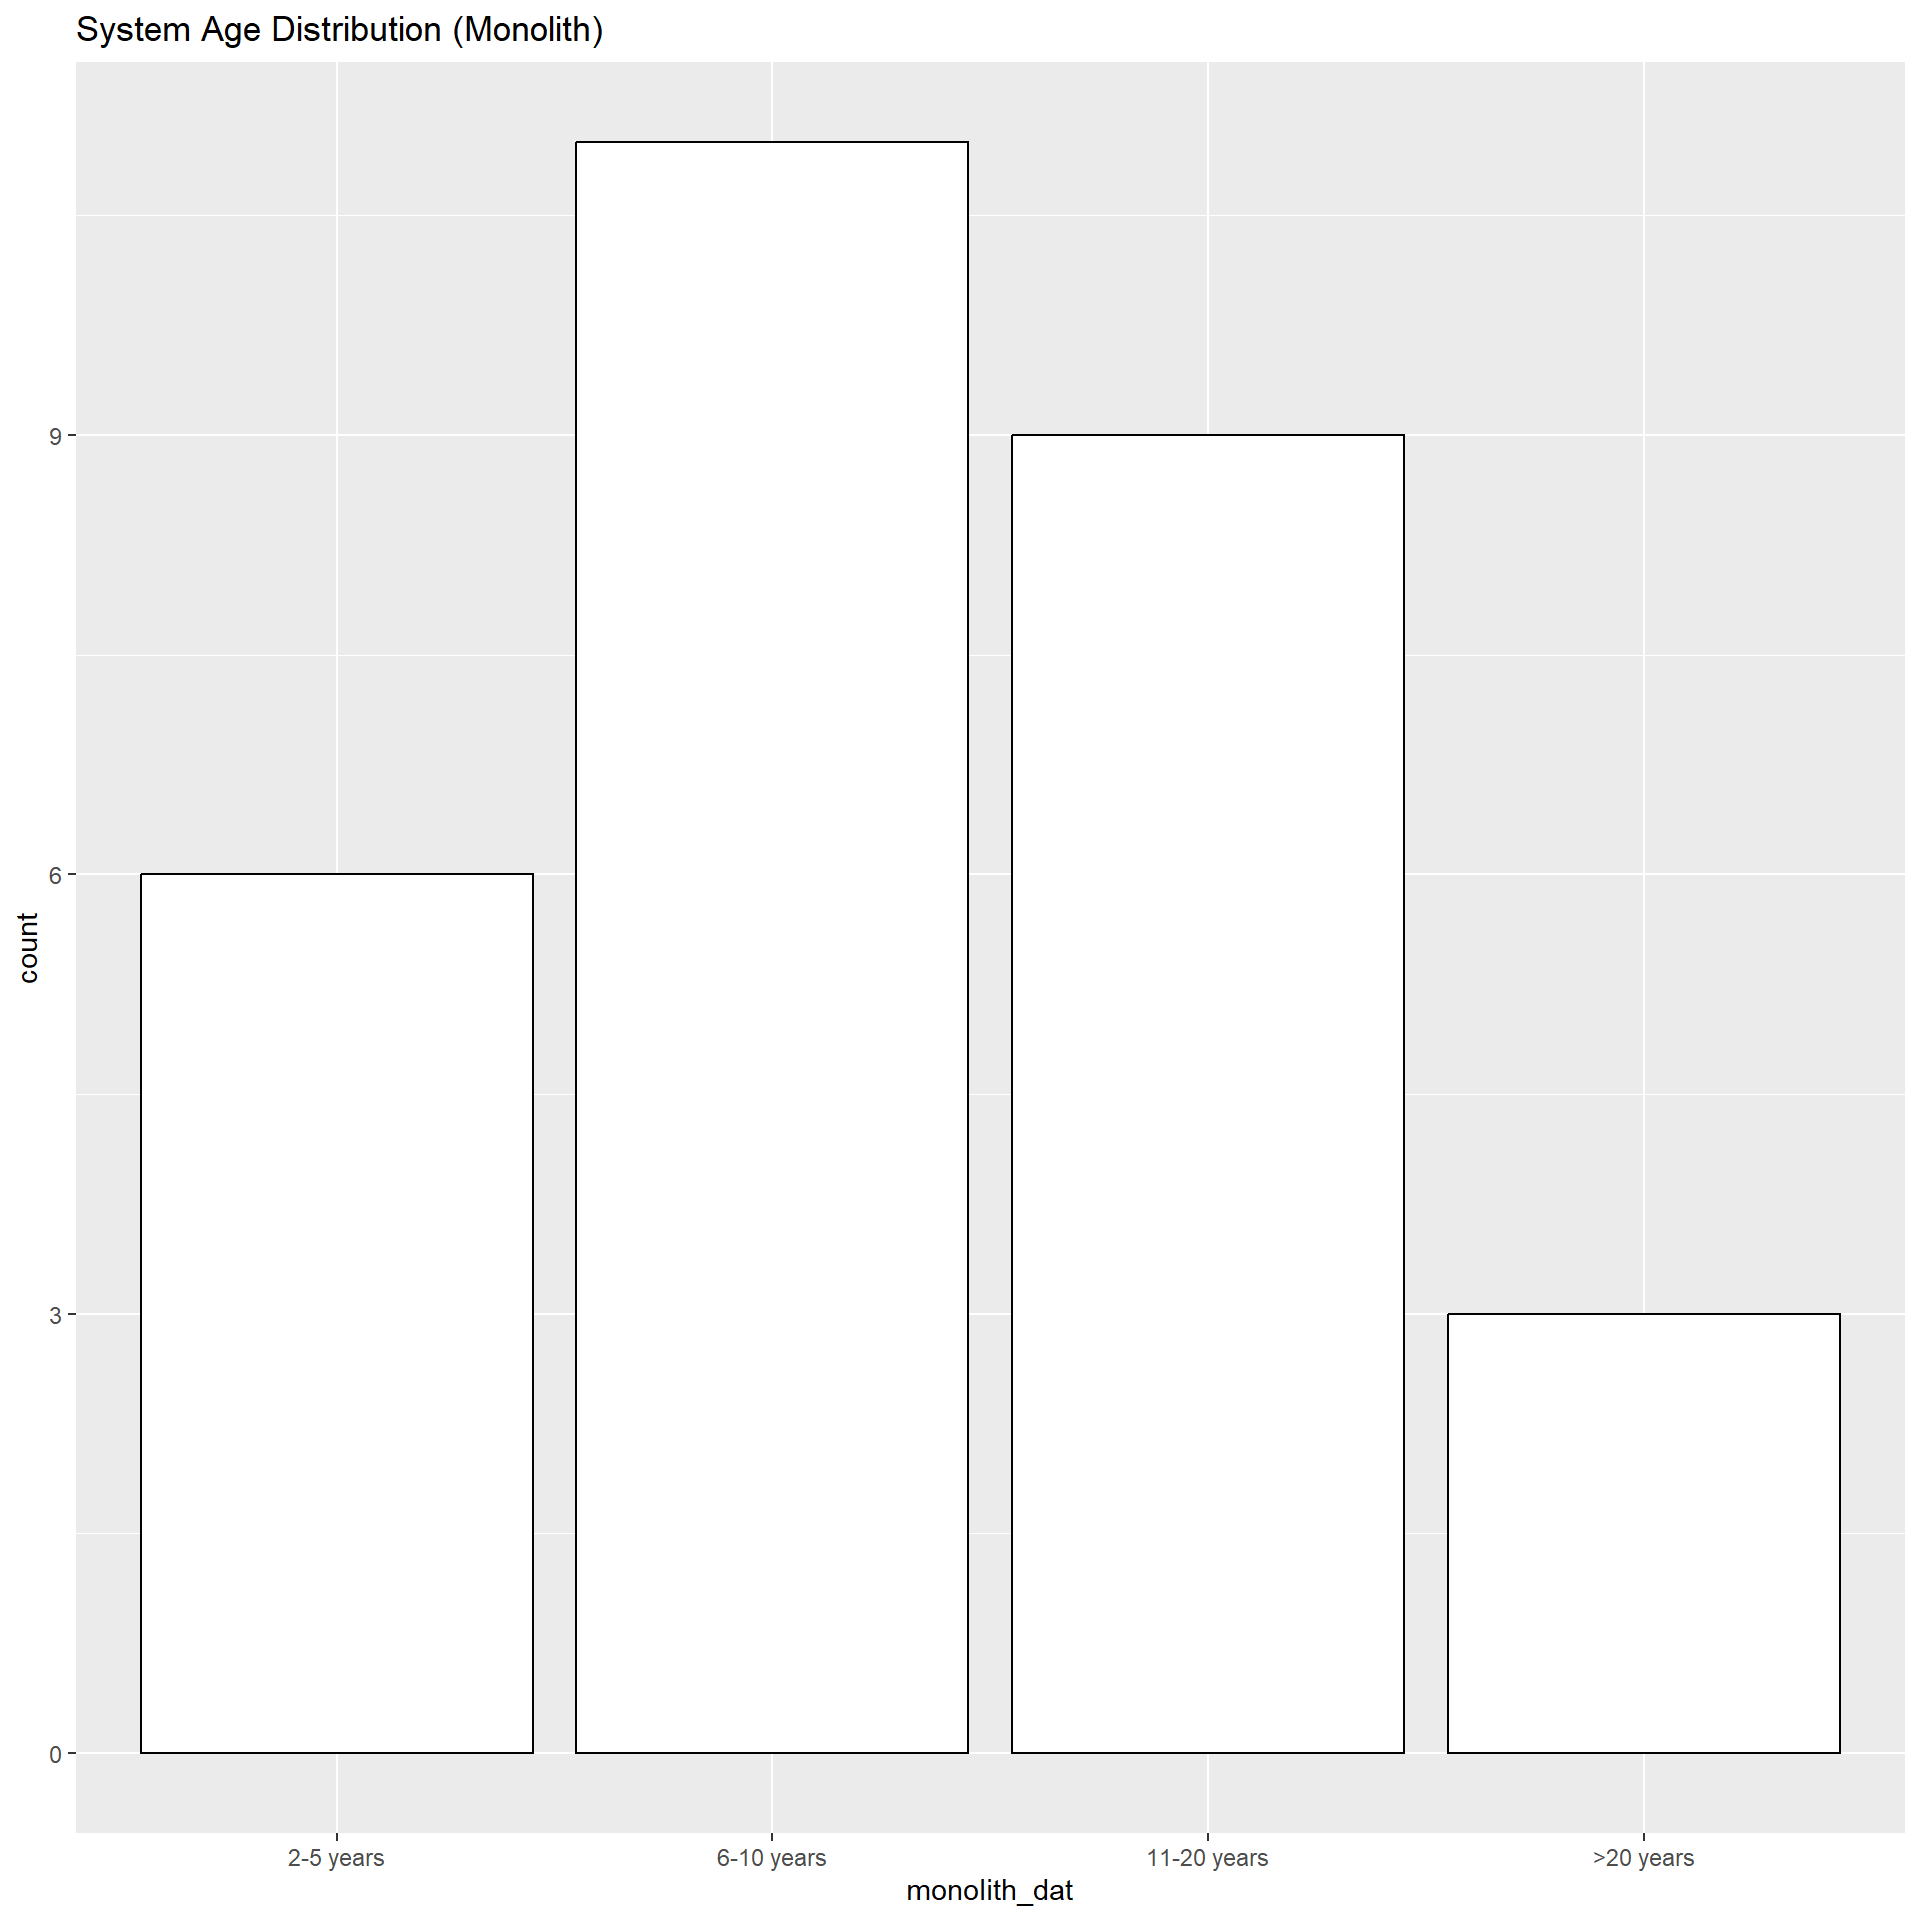 System Age Distribution (Monolith)
count
9
6
3
0
2-5 years
6-10 years
11-20 years
>20 years
monolith_dat